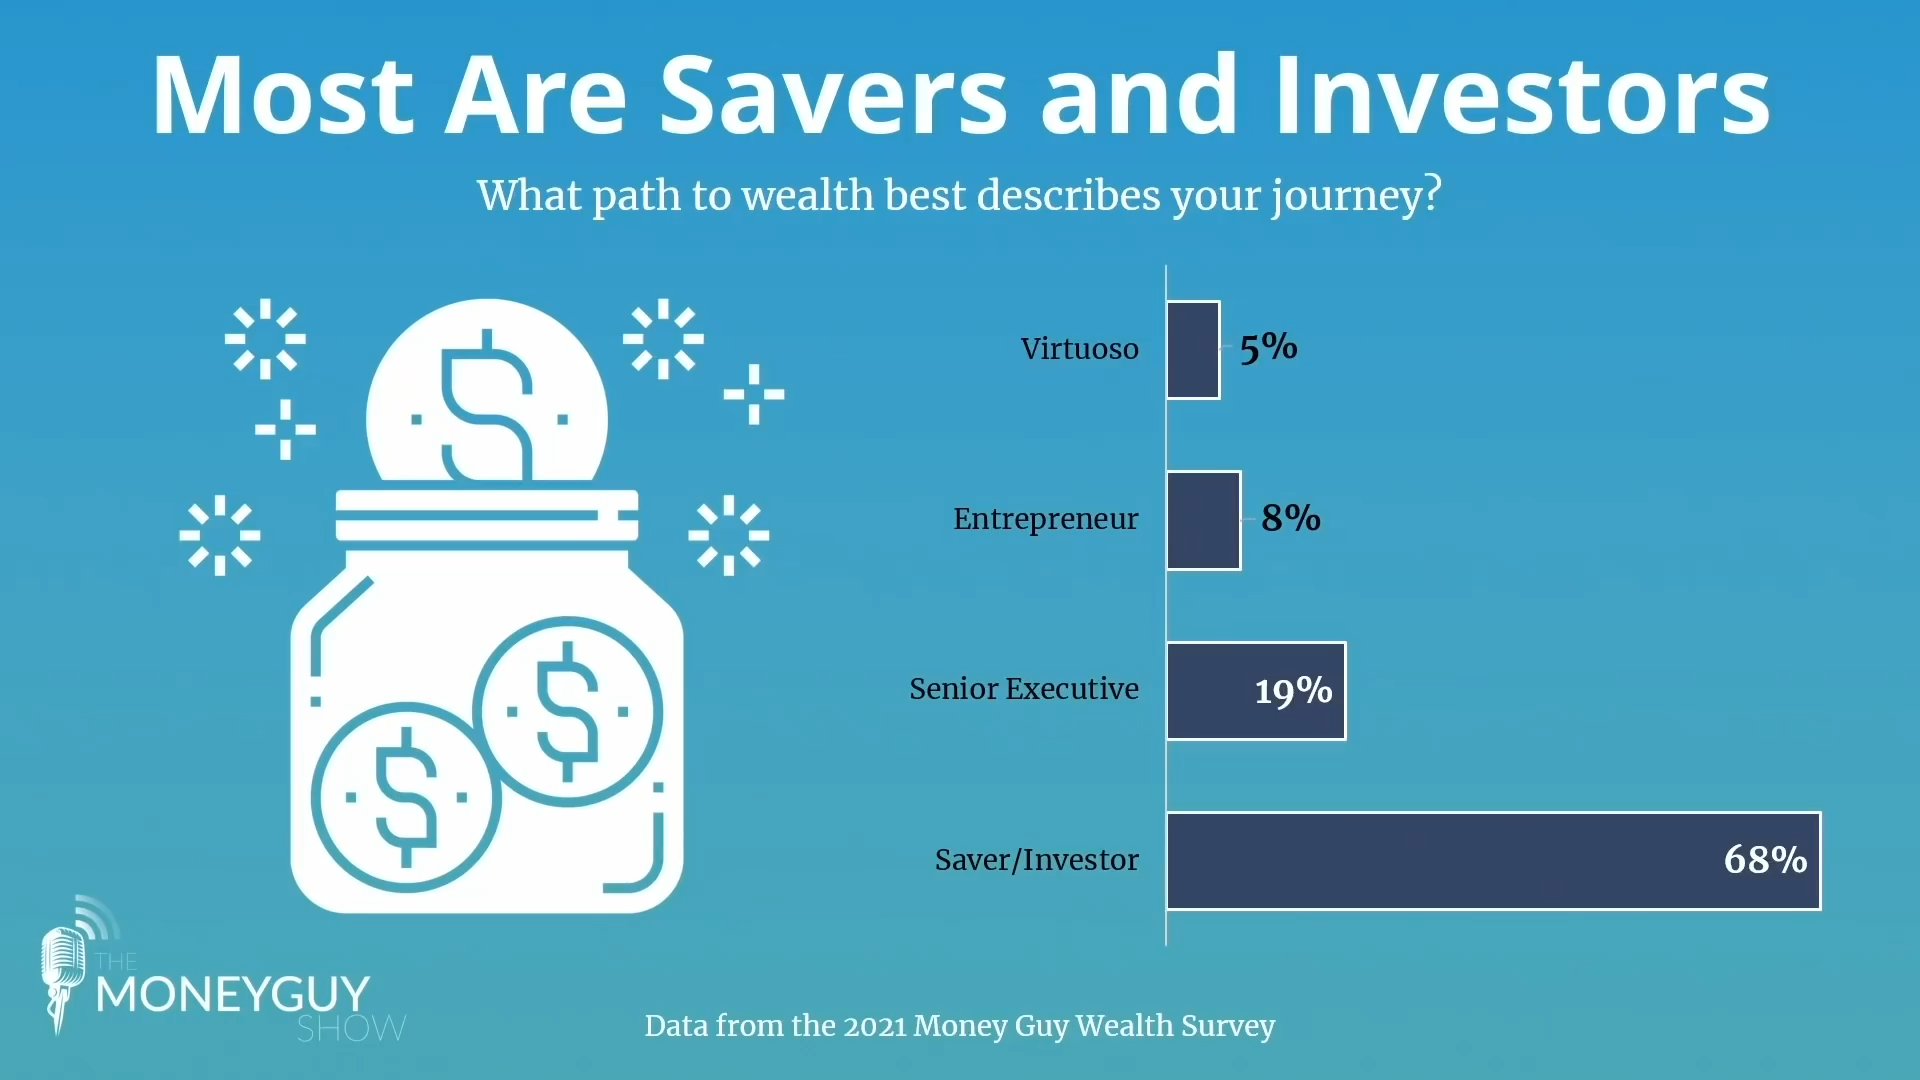 Most Are Savers and Investors
What path to wealth best describes your journey?
Virtuoso 5%
Entrepreneur 8%
Senior Executive 19%
Saver/Investor 68%
THE
MONEYGUY
SHOW
Data from the 2021 Money Guy Wealth Survey